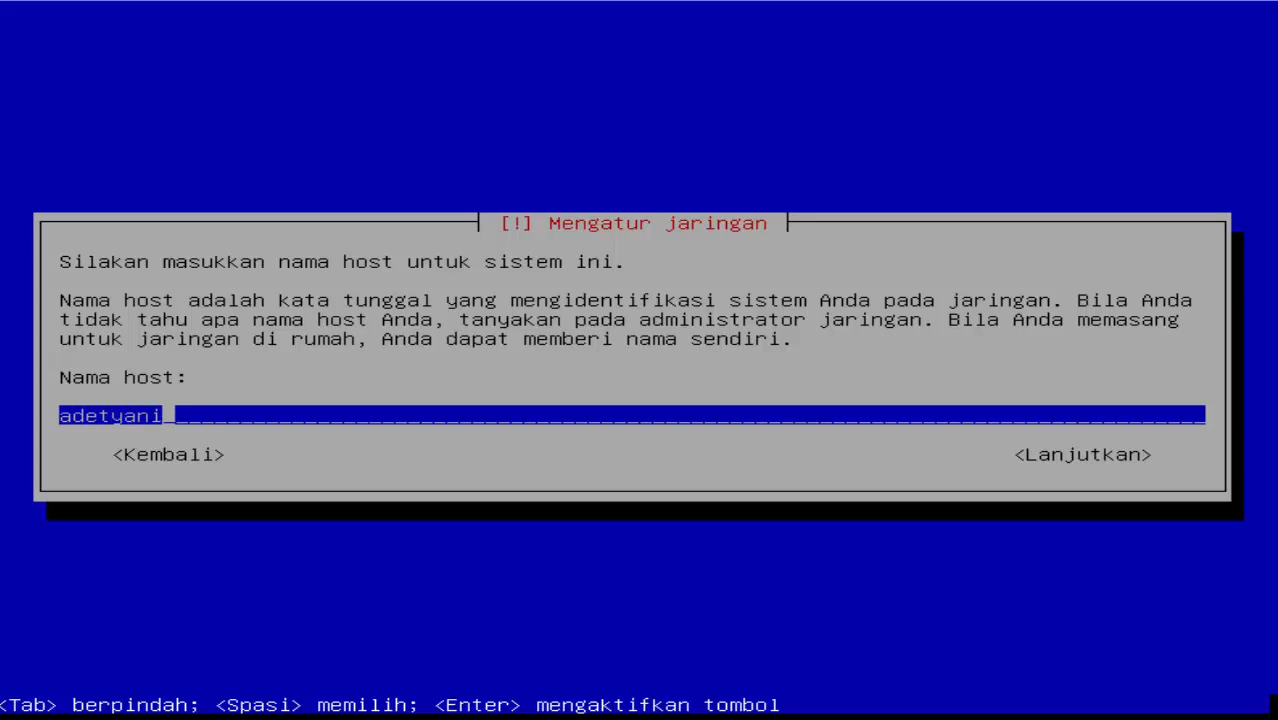 [!] Mengatur jaringan
Silakan masukkan nama host untuk sistem ini.
Nama host adalah kata tunggal yang mengidentifikasi sistem Anda pada jaringan. Bila Anda
tidak tahu apa nama host Anda, tanyakan pada administrator jaringan. Bila Anda memasang
untuk jaringan di rumah, Anda dapat memberi nama sendiri.
Nama host:
adetyani
<Kembali> <Lanjutkan>
<Tab> berpindah; <Spasi> memilih; <Enter> mengaktifkan tombol